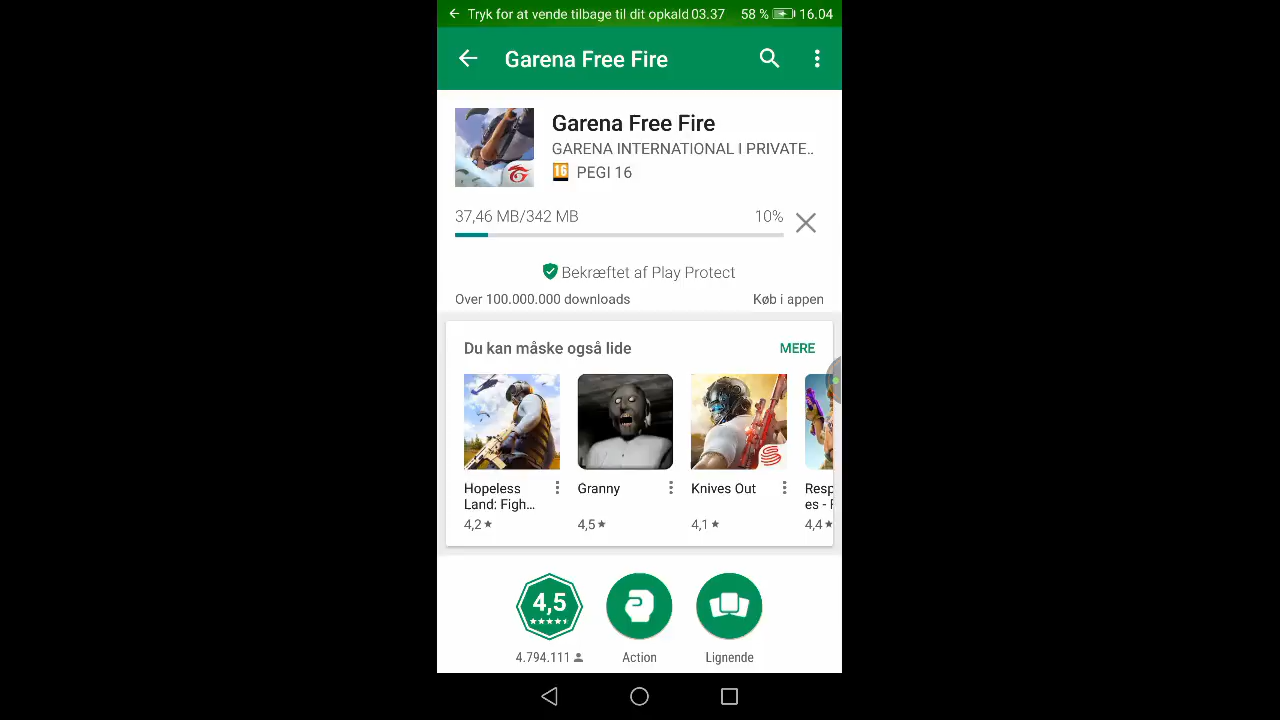 Tryk for at vende tilbage til dit opkald 03.37 58 % 16.04
Garena Free Fire
Garena Free Fire
GARENA INTERNATIONAL I PRIVATE..
16 PEGI 16
37,46 MB/342 MB 10%
Bekræftet af Play Protect
Over 100.000.000 downloads Køb i appen
Du kan måske også lide MERE
Hopeless Granny Knives Out Resp
Land: Figh... es - F
4,2 4,5 4,1 4,4
4,5
4.794.111 Action Lignende